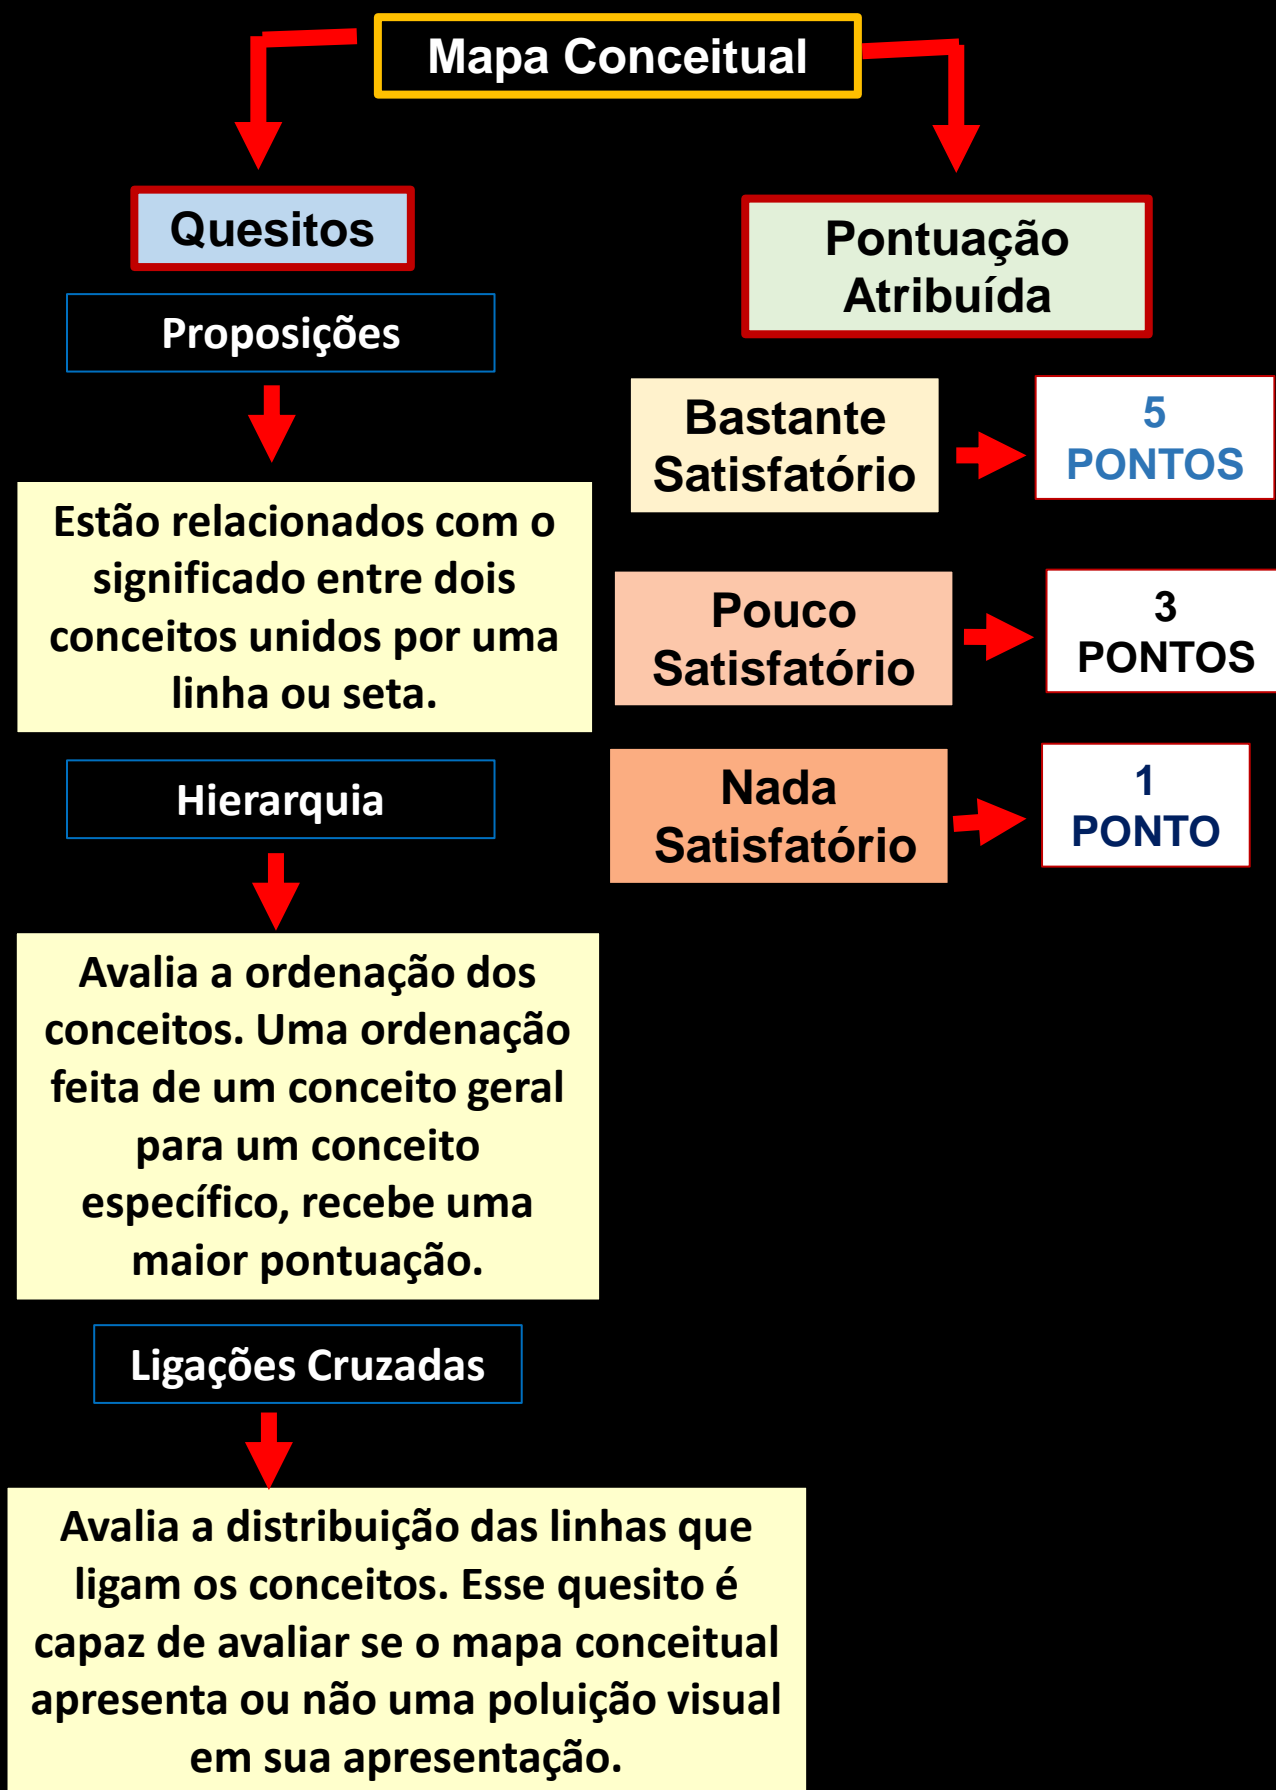 Mapa Conceitual
Quesitos
Proposições
Estão relacionados com o
significado entre dois
conceitos unidos por uma
linha ou seta.
Hierarquia
Avalia a ordenação dos
conceitos. Uma ordenação
feita de um conceito geral
para um conceito
específico, recebe uma
maior pontuação.
Ligações Cruzadas
Avalia a distribuição das linhas que
ligam os conceitos. Esse quesito é
capaz de avaliar se o mapa conceitual
apresenta ou não uma poluição visual
em sua apresentação.
Pontuação
Atribuída
Bastante
Satisfatório
5
PONTOS
Pouco
Satisfatório
3
PONTOS
Nada
Satisfatório
1
PONTO